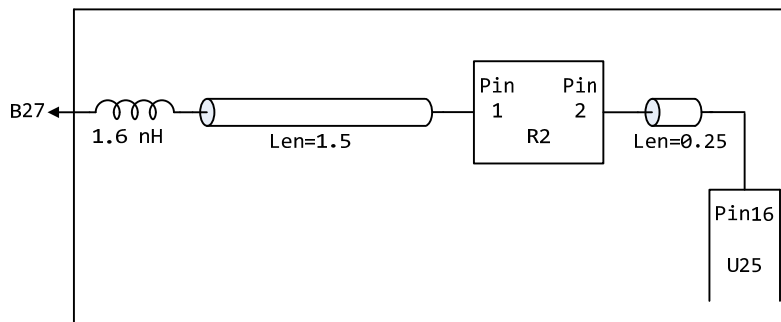 Pin Pin
B27 1 2
1.6 nH Len=1.5 R2 Len=0.25
Pin16
U25